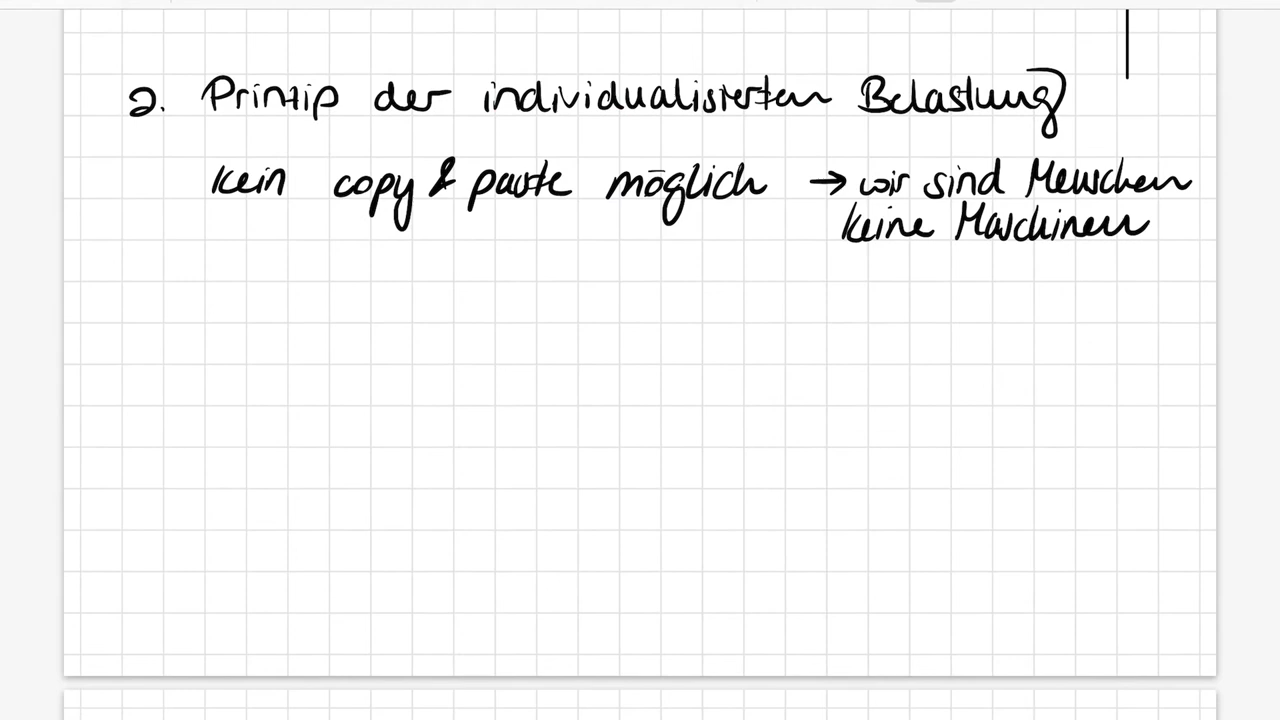 2. Prinzip der individualisierten Belastung
kein copy & paste möglich → wir sind Menschen
keine Maschinen